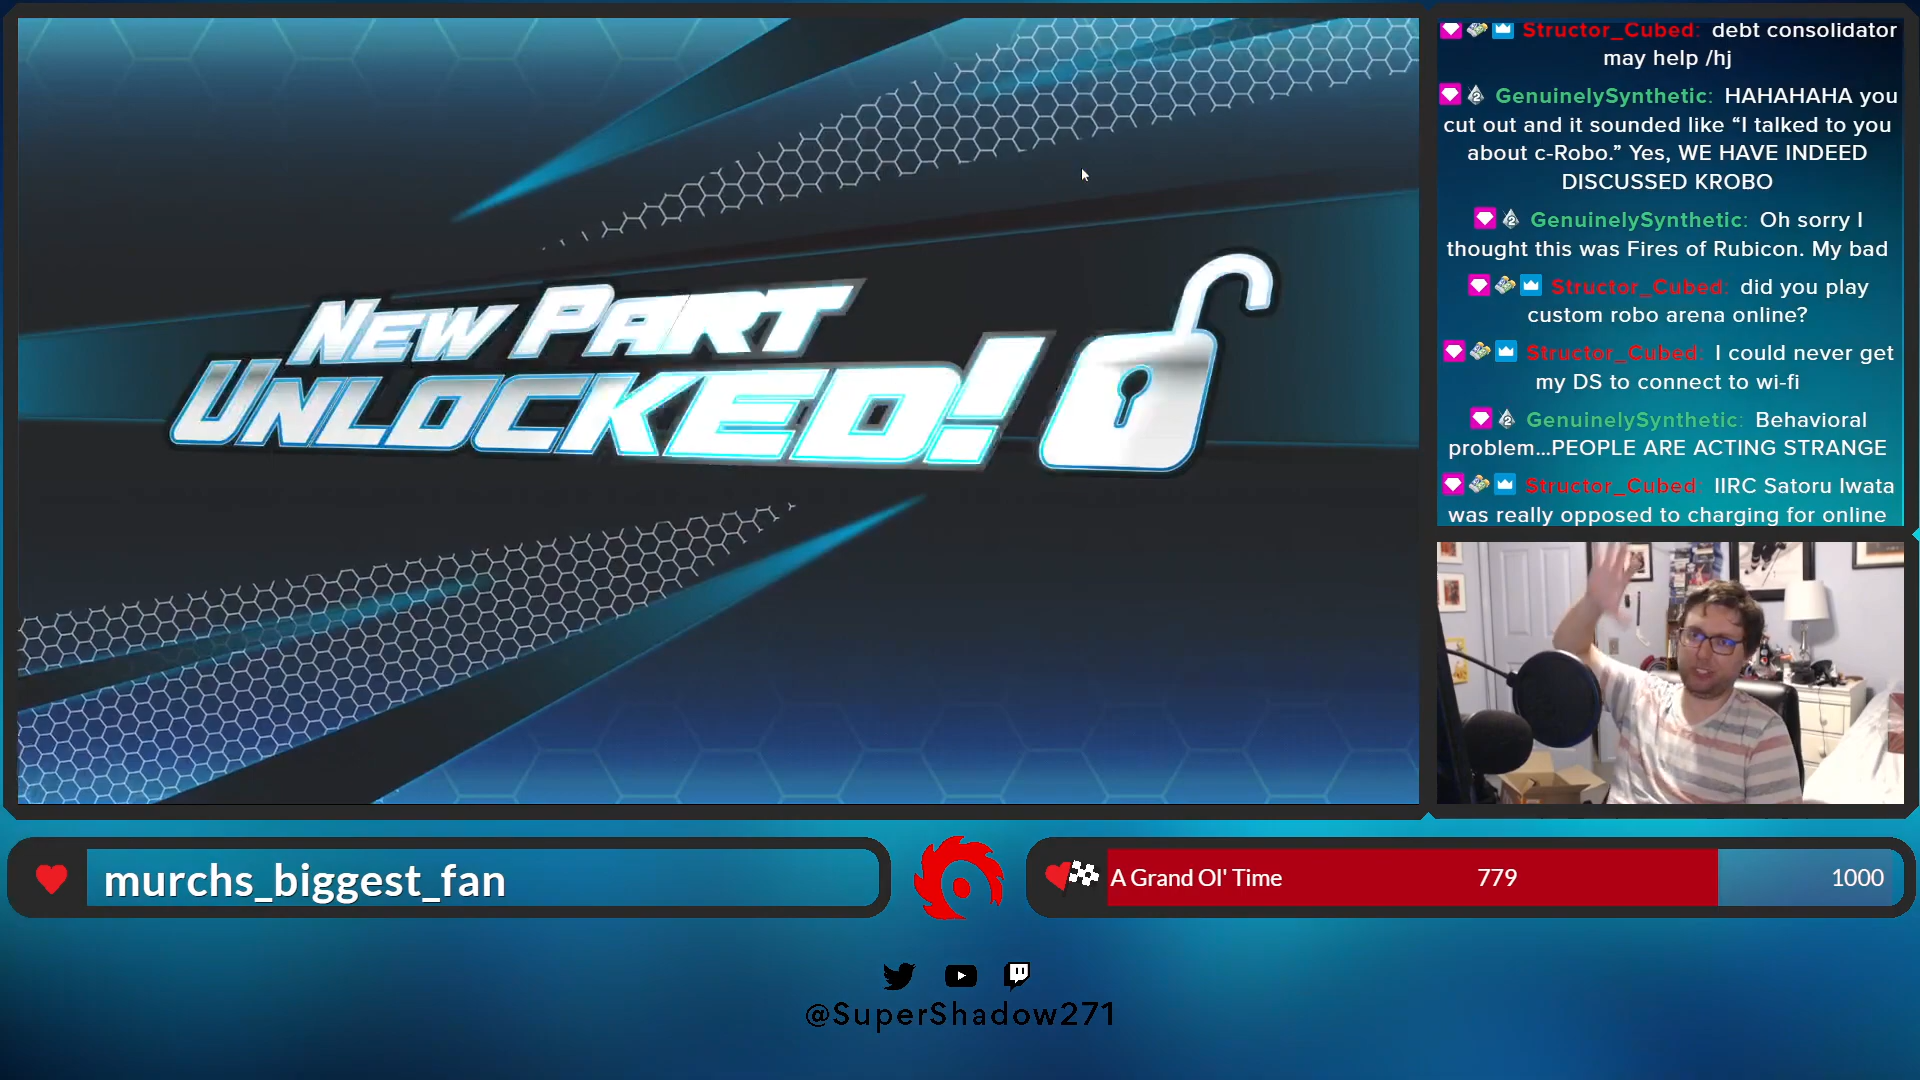 NEW PART
UNLOCKED!
Structor_Cubed: debt consolidator
may help /hj
GenuinelySynthetic: HAHAHAHA you
cut out and it sounded like “I talked to you
about c-Robo.” Yes, WE HAVE INDEED
DISCUSSED KROBO
GenuinelySynthetic: Oh sorry I
thought this was Fires of Rubicon. My bad
Structor_Cubed: did you play
custom robo arena online?
Structor_Cubed: I could never get
my DS to connect to wi-fi
GenuinelySynthetic: Behavioral
problem...PEOPLE ARE ACTING STRANGE
Structor_Cubed: IIRC Satoru Iwata
was really opposed to charging for online
murchs_biggest_fan
A Grand Ol' Time 779 1000
@SuperShadow271